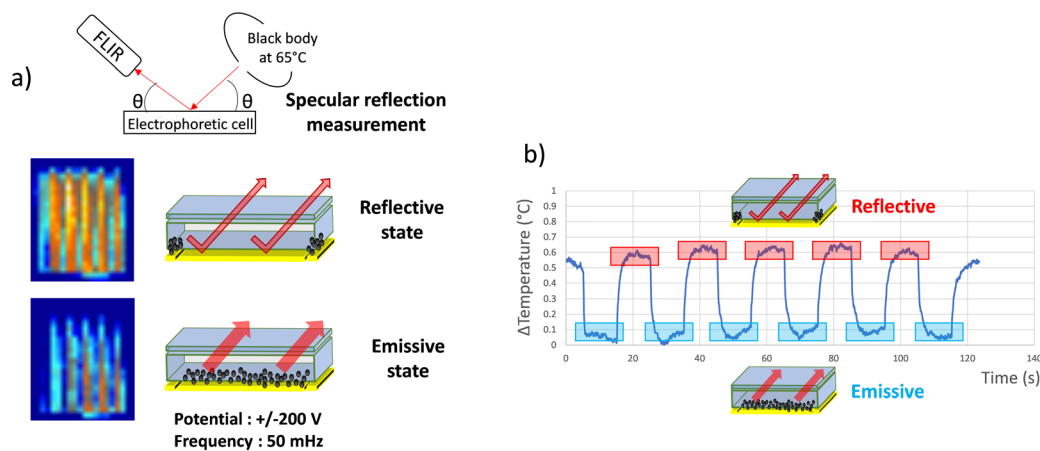 a)
FLIR
Black body
at 65°C
θ
θ
Electrophoretic cell
Specular reflection
measurement
Reflective
state
Emissive
state
Potential : +/-200 V
Frequency : 50 mHz
b)
Reflective
ΔTemperature (°C)
1
0.9
0.8
0.7
0.6
0.5
0.4
0.3
0.2
0.1
0
0
20
40
60
80
100
120
140
Time (s)
Emissive